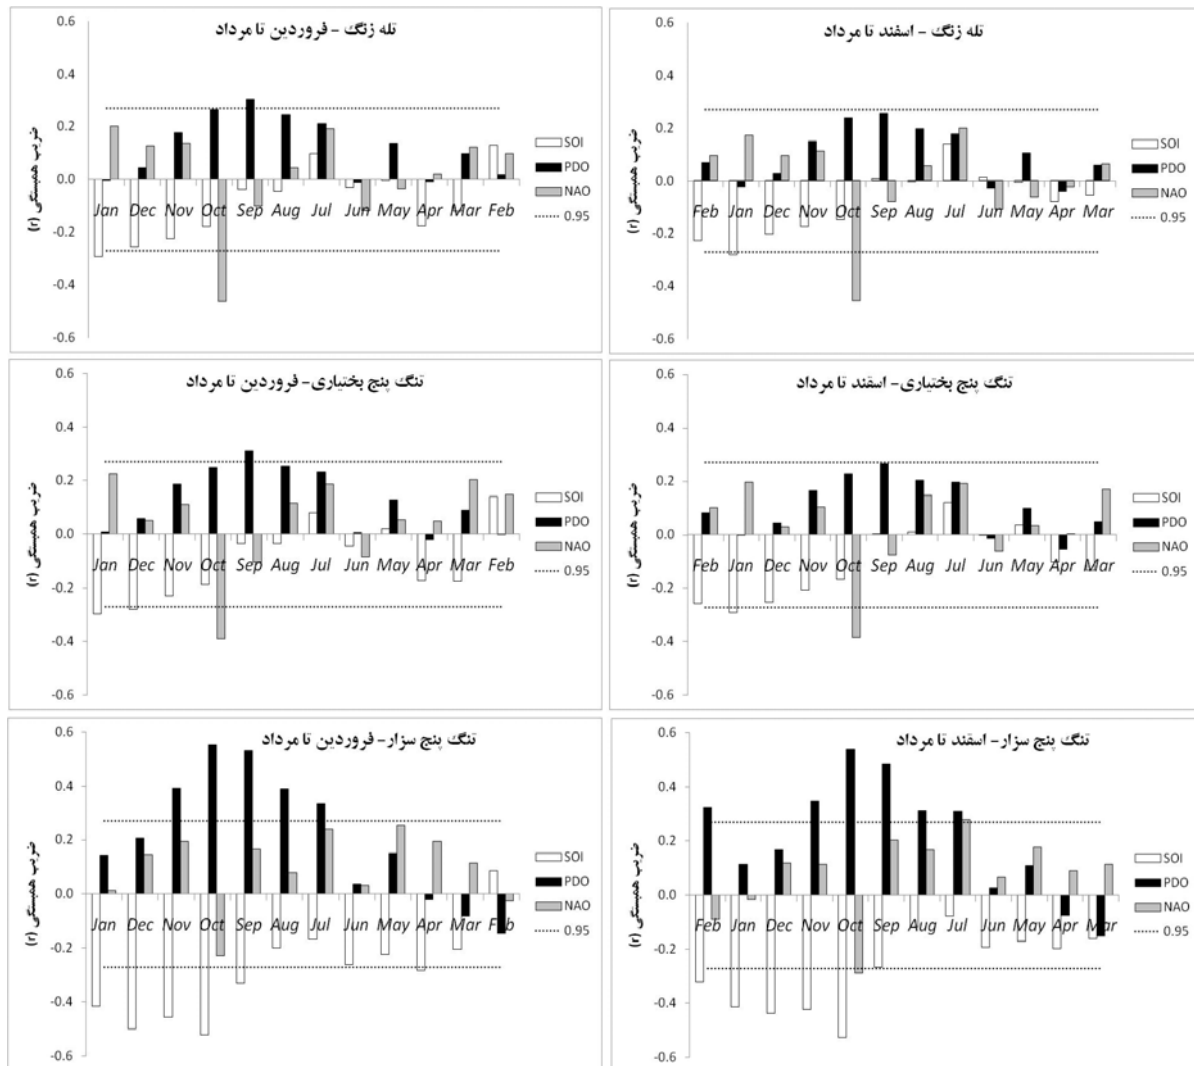 تله زنگ - فروردین تا مرداد
ضریب همبستگی (r)
0.6
0.4
0.2
0.0
-0.2
-0.4
-0.6
Jan Dec Nov Oct Sep Aug Jul Jun May Apr Mar Feb
SOI
PDO
NAO
0.95
تله زنگ - اسفند تا مرداد
ضریب همبستگی (r)
0.6
0.4
0.2
0.0
-0.2
-0.4
-0.6
Feb Jan Dec Nov Oct Sep Aug Jul Jun May Apr Mar
SOI
PDO
NAO
0.95
تنگ پنج بختیاری- فروردین تا مرداد
ضریب همبستگی (r)
0.6
0.4
0.2
0.0
-0.2
-0.4
-0.6
Jan Dec Nov Oct Sep Aug Jul Jun May Apr Mar Feb
SOI
PDO
NAO
0.95
تنگ پنج بختیاری- اسفند تا مرداد
ضریب همبستگی (r)
0.6
0.4
0.2
0.0
-0.2
-0.4
-0.6
Feb Jan Dec Nov Oct Sep Aug Jul Jun May Apr Mar
SOI
PDO
NAO
0.95
تنگ پنج سزار- فروردین تا مرداد
ضریب همبستگی (r)
0.6
0.4
0.2
0.0
-0.2
-0.4
-0.6
Jan Dec Nov Oct Sep Aug Jul Jun May Apr Mar Feb
SOI
PDO
NAO
0.95
تنگ پنج سزار- اسفند تا مرداد
ضریب همبستگی (r)
0.6
0.4
0.2
0.0
-0.2
-0.4
-0.6
Feb Jan Dec Nov Oct Sep Aug Jul Jun May Apr Mar
SOI
PDO
NAO
0.95